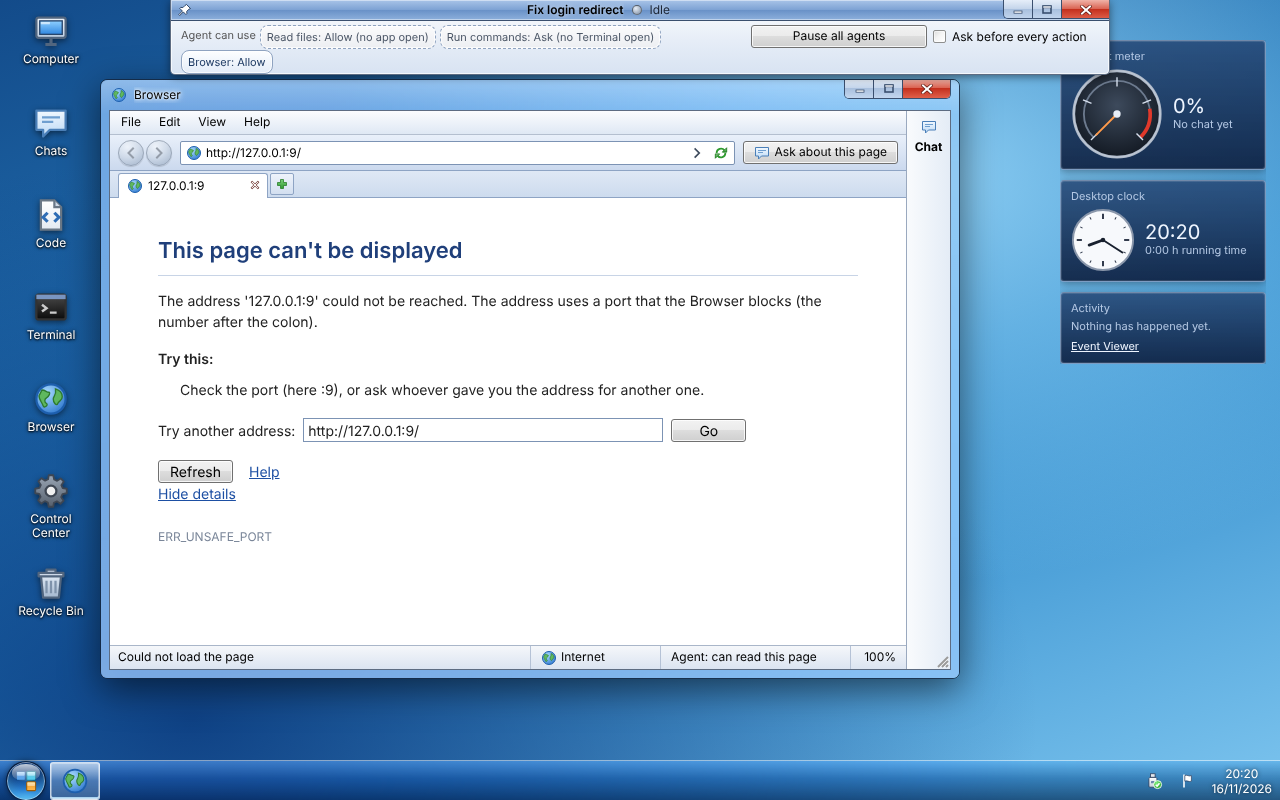 Fix login redirect Idle
Agent can use Read files: Allow (no app open) Run commands: Ask (no Terminal open) Pause all agents Ask before every action
Browser: Allow
Computer
Chats
Code
Terminal
Browser
Control
Center
Recycle Bin
Browser
File Edit View Help
http://127.0.0.1:9/ Ask about this page
127.0.0.1:9
Chat
This page can't be displayed
The address '127.0.0.1:9' could not be reached. The address uses a port that the Browser blocks (the
number after the colon).
Try this:
Check the port (here :9), or ask whoever gave you the address for another one.
Try another address: http://127.0.0.1:9/ Go
Refresh Help
Hide details
ERR_UNSAFE_PORT
Could not load the page Internet Agent: can read this page 100%
meter
0%
No chat yet
Desktop clock
20:20
0:00 h running time
Activity
Nothing has happened yet.
Event Viewer
20:20
16/11/2026